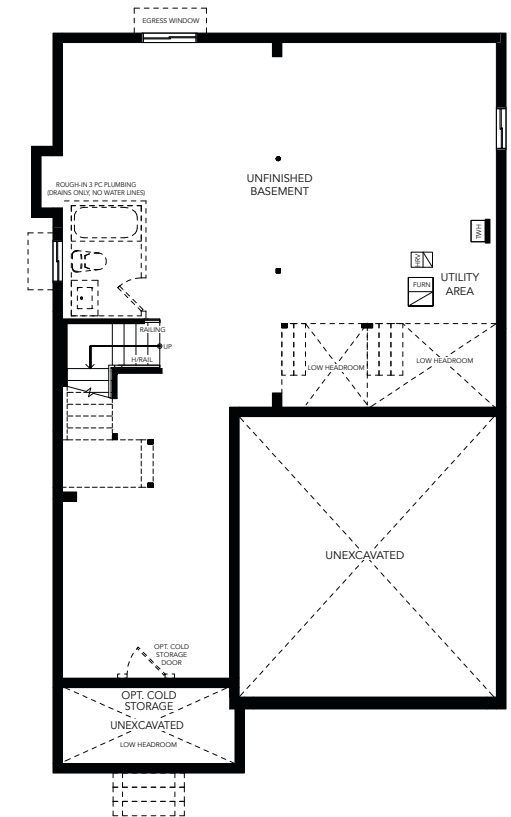 EGRESS WINDOW
UNFINISHED
BASEMENT
ROUGH-IN 3 PC PLUMBING
(DRAINS ONLY, NO WATER LINES)
TWH
HRV
UTILITY
AREA
FURN
RAILING
UP
H/RAIL
LOW HEADROOM
LOW HEADROOM
UNEXCAVATED
OPT. COLD
STORAGE
DOOR
OPT. COLD
STORAGE
UNEXCAVATED
LOW HEADROOM